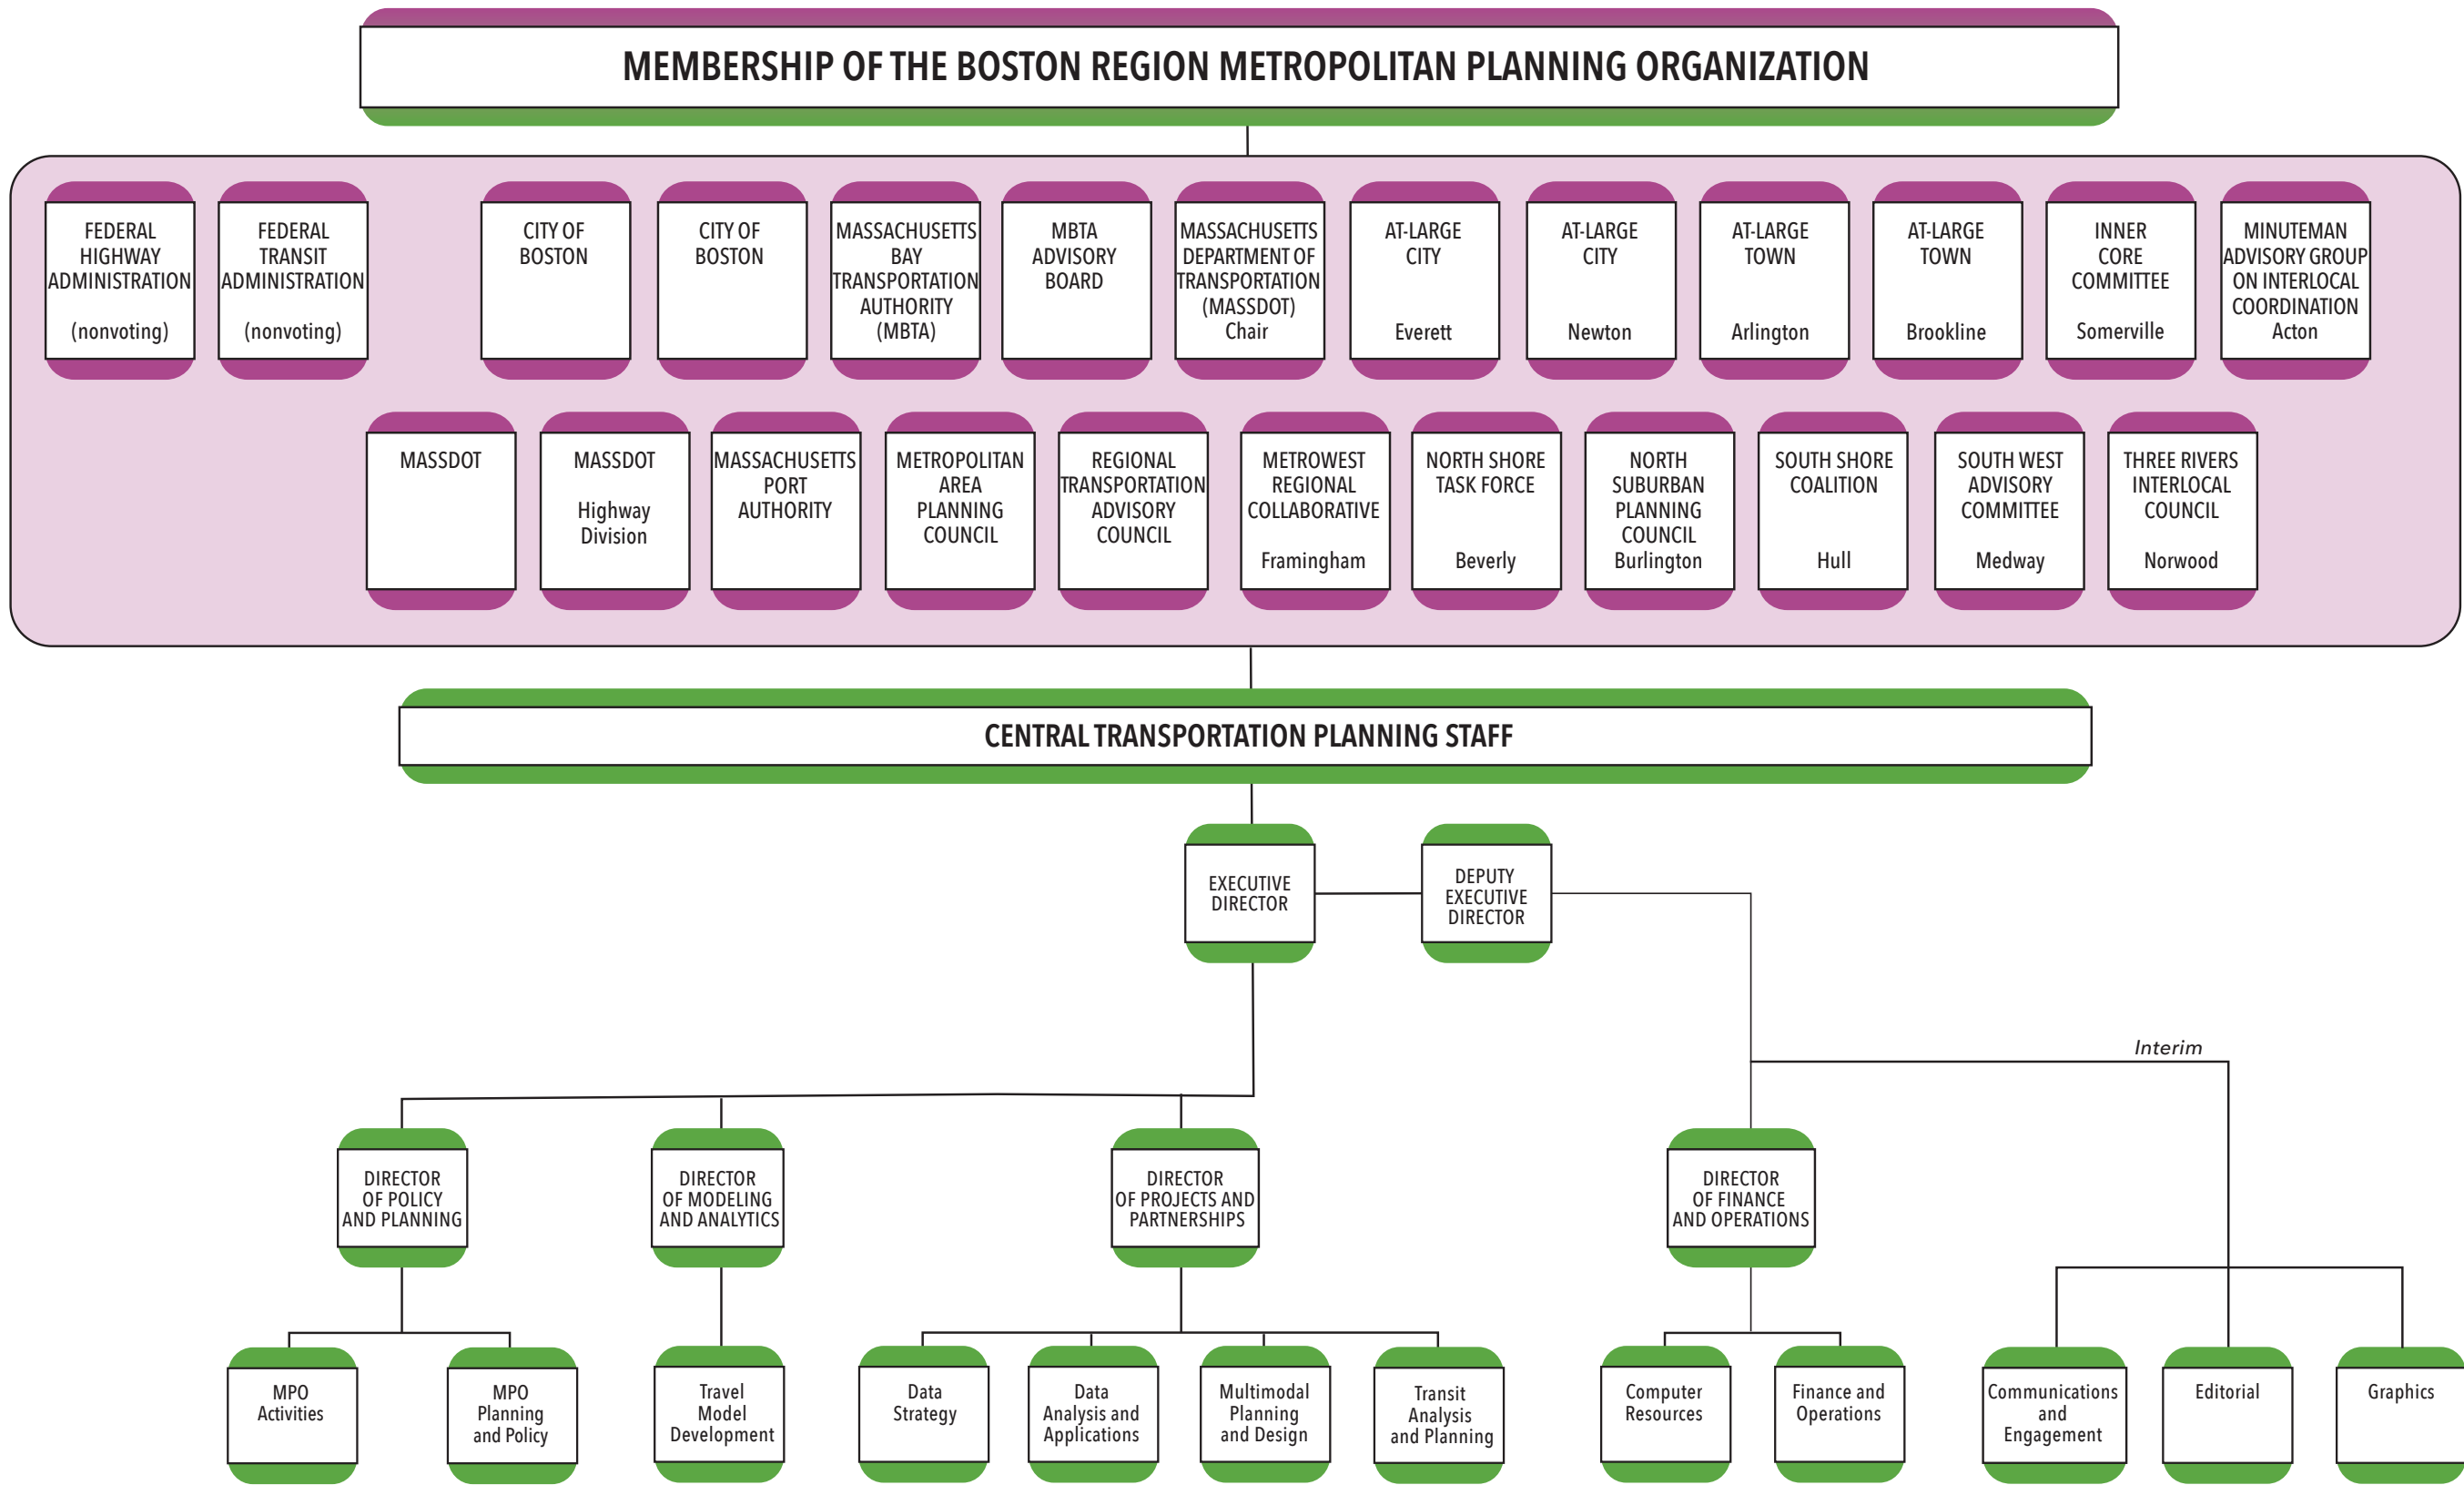 MEMBERSHIP OF THE BOSTON REGION METROPOLITAN PLANNING ORGANIZATION
FEDERAL
HIGHWAY
ADMINISTRATION
(nonvoting)
FEDERAL
TRANSIT
ADMINISTRATION
(nonvoting)
CITY OF
BOSTON
CITY OF
BOSTON
MASSACHUSETTS
BAY
TRANSPORTATION
AUTHORITY
(MBTA)
MBTA
ADVISORY
BOARD
MASSACHUSETTS
DEPARTMENT OF
TRANSPORTATION
(MASSDOT)
Chair
AT-LARGE
CITY
Everett
AT-LARGE
CITY
Newton
AT-LARGE
TOWN
Arlington
AT-LARGE
TOWN
Brookline
INNER
CORE
COMMITTEE
Somerville
MINUTEMAN
ADVISORY GROUP
ON INTERLOCAL
COORDINATION
Acton
MASSDOT
MASSDOT
Highway
Division
MASSACHUSETTS
PORT
AUTHORITY
METROPOLITAN
AREA
PLANNING
COUNCIL
REGIONAL
TRANSPORTATION
ADVISORY
COUNCIL
METROWEST
REGIONAL
COLLABORATIVE
Framingham
NORTH SHORE
TASK FORCE
Beverly
NORTH
SUBURBAN
PLANNING
COUNCIL
Burlington
SOUTH SHORE
COALITION
Hull
SOUTH WEST
ADVISORY
COMMITTEE
Medway
THREE RIVERS
INTERLOCAL
COUNCIL
Norwood
CENTRAL TRANSPORTATION PLANNING STAFF
EXECUTIVE
DIRECTOR
DEPUTY
EXECUTIVE
DIRECTOR
Interim
DIRECTOR
OF POLICY
AND PLANNING
DIRECTOR
OF MODELING
AND ANALYTICS
DIRECTOR
OF PROJECTS AND
PARTNERSHIPS
DIRECTOR
OF FINANCE
AND OPERATIONS
MPO
Activities
MPO
Planning
and Policy
Travel
Model
Development
Data
Strategy
Data
Analysis and
Applications
Multimodal
Planning
and Design
Transit
Analysis
and Planning
Computer
Resources
Finance and
Operations
Communications
and
Engagement
Editorial
Graphics